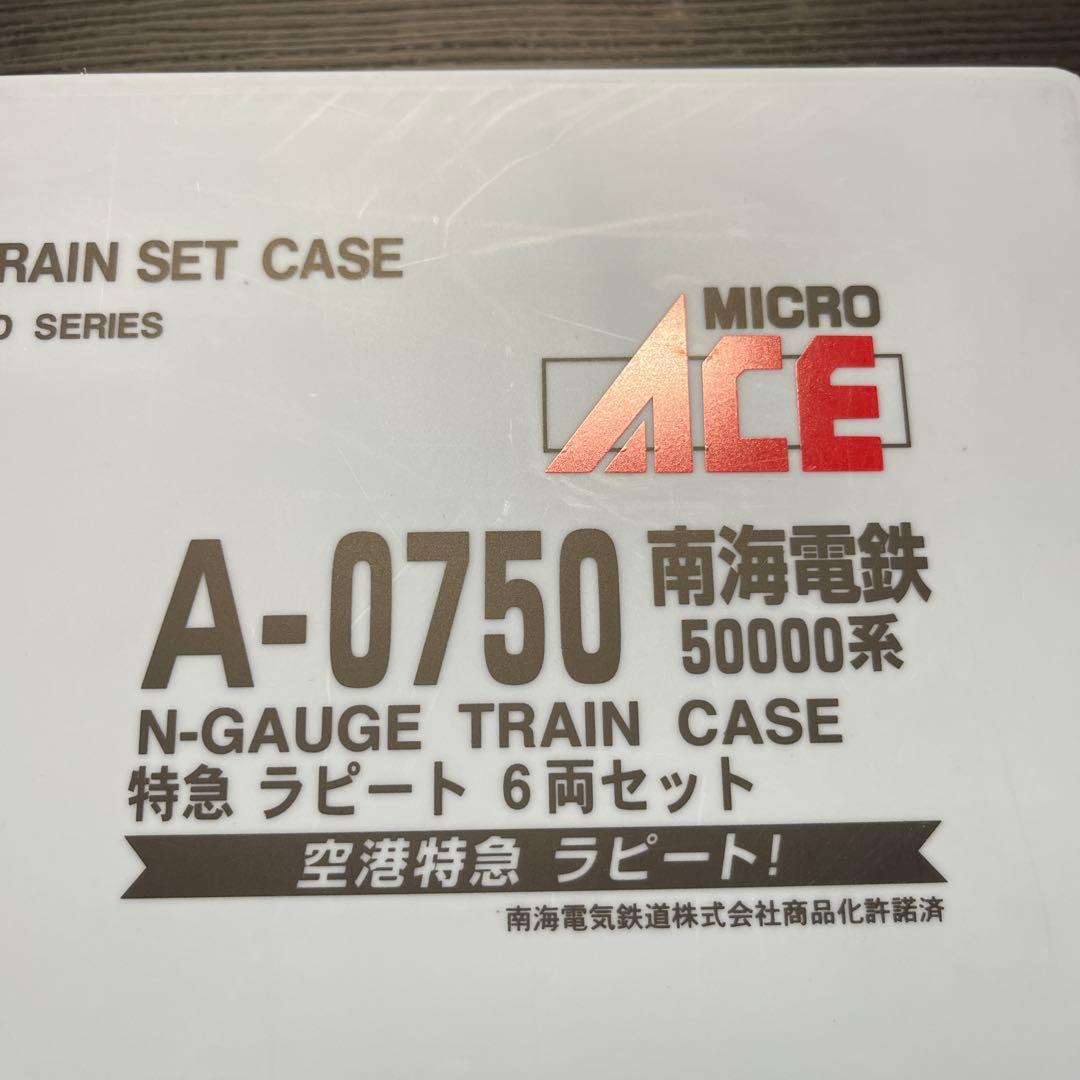 RAIN SET CASE
SERIES
MICRO
ACE
A-0750 南海電鉄
50000系
N-GAUGE TRAIN CASE
特急 ラピート 6両セット
空港特急 ラピート!
南海電気鉄道株式会社商品化許諾済